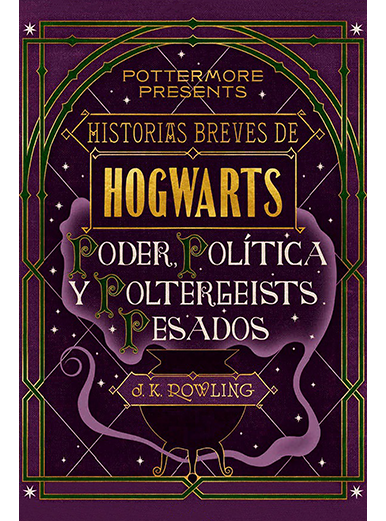 POTTERMORE
PRESENTS
HISTORIAS BREVES DE
HOGWARTS
PODER, POLÍTICA
Y POLTERGEISTS
PESADOS
J.K. ROWLING